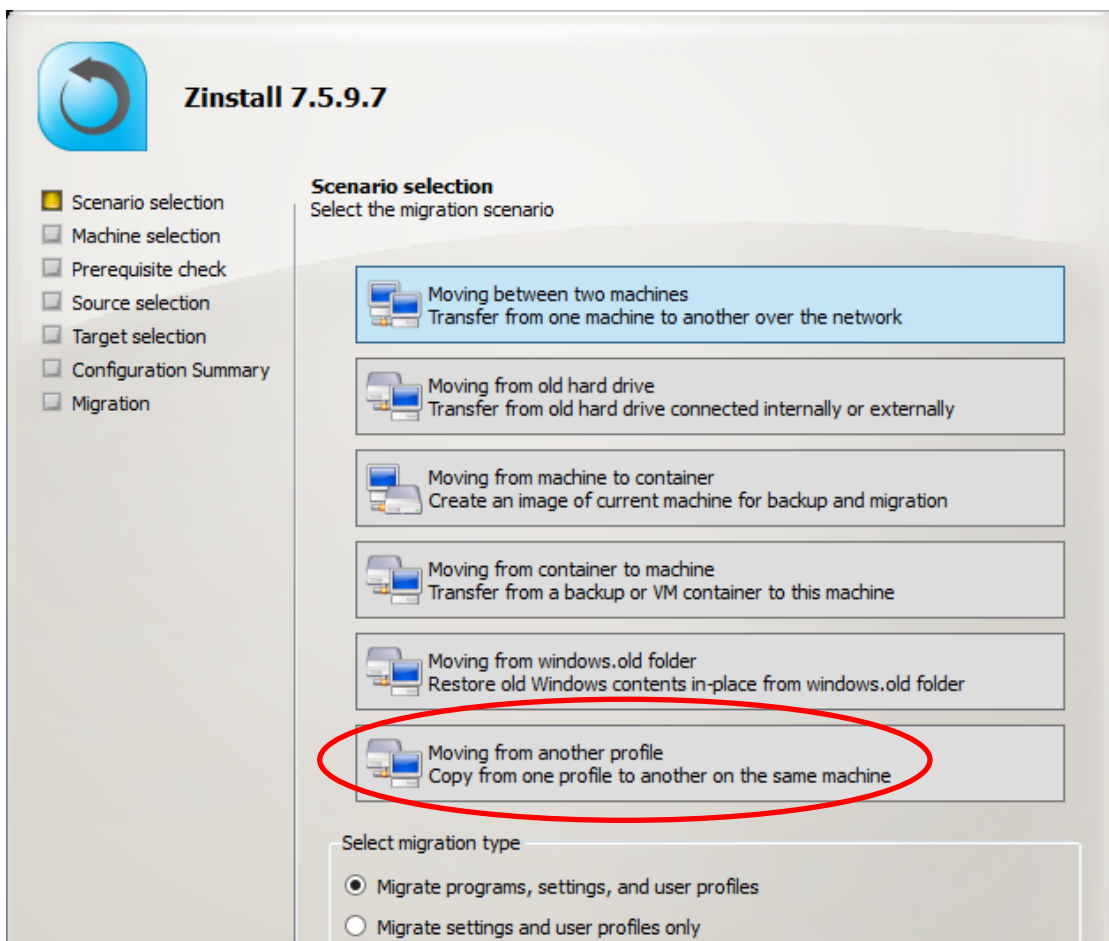 Zinstall 7.5.9.7
Scenario selection
Machine selection
Prerequisite check
Source selection
Target selection
Configuration Summary
Migration
Scenario selection
Select the migration scenario
Moving between two machines
Transfer from one machine to another over the network
Moving from old hard drive
Transfer from old hard drive connected internally or externally
Moving from machine to container
Create an image of current machine for backup and migration
Moving from container to machine
Transfer from a backup or VM container to this machine
Moving from windows.old folder
Restore old Windows contents in-place from windows.old folder
Moving from another profile
Copy from one profile to another on the same machine
Select migration type
Migrate programs, settings, and user profiles
Migrate settings and user profiles only